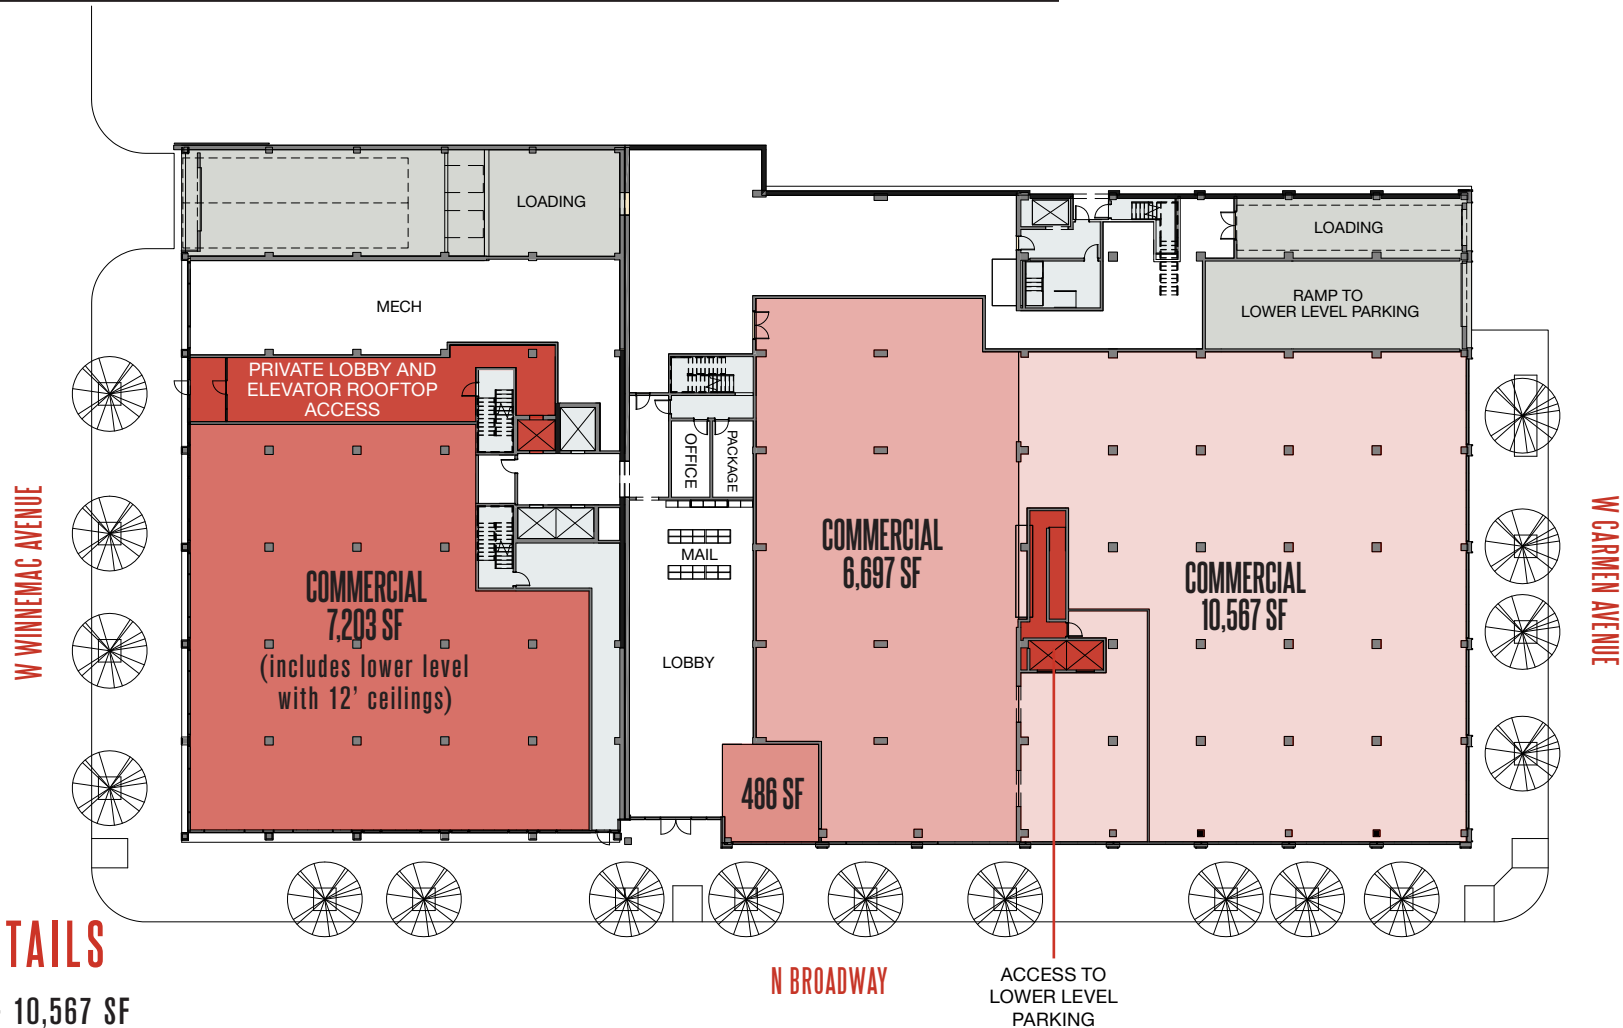 LOADING
LOADING
MECH
RAMP TO
LOWER LEVEL PARKING
PRIVATE LOBBY AND
ELEVATOR ROOFTOP
ACCESS
OFFICE
PACKAGE
W WINNEMAC AVENUE
W CARMEN AVENUE
MAIL
COMMERCIAL
6,697 SF
COMMERCIAL
10,567 SF
COMMERCIAL
7,203 SF
(includes lower level
with 12’ ceilings)
LOBBY
486 SF
N BROADWAY
ACCESS TO
LOWER LEVEL
PARKING
TAILS
10,567 SF